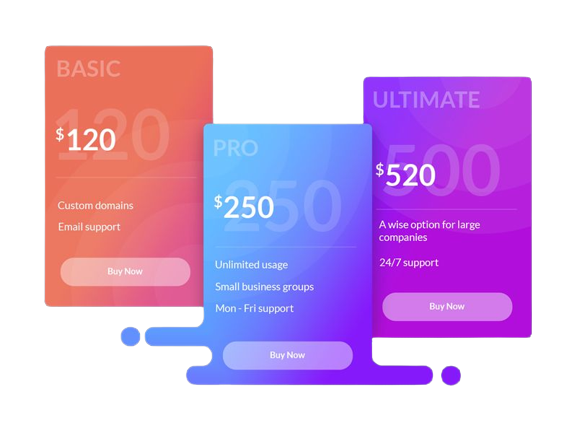 BASIC
120
$120
Custom domains
Email support
Buy Now
PRO
250
$250
Unlimited usage
Small business groups
Mon - Fri support
Buy Now
ULTIMATE
500
$520
A wise option for large
companies
24/7 support
Buy Now